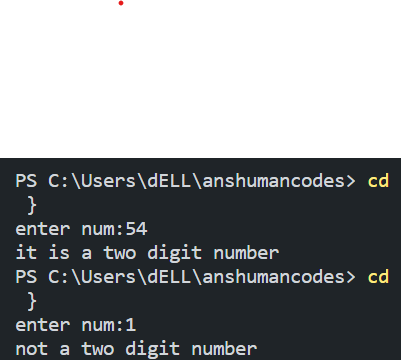 PS C:\Users\dELL\anshumancodes> cd
}
enter num:54
it is a two digit number
PS C:\Users\dELL\anshumancodes> cd
}
enter num:1
not a two digit number